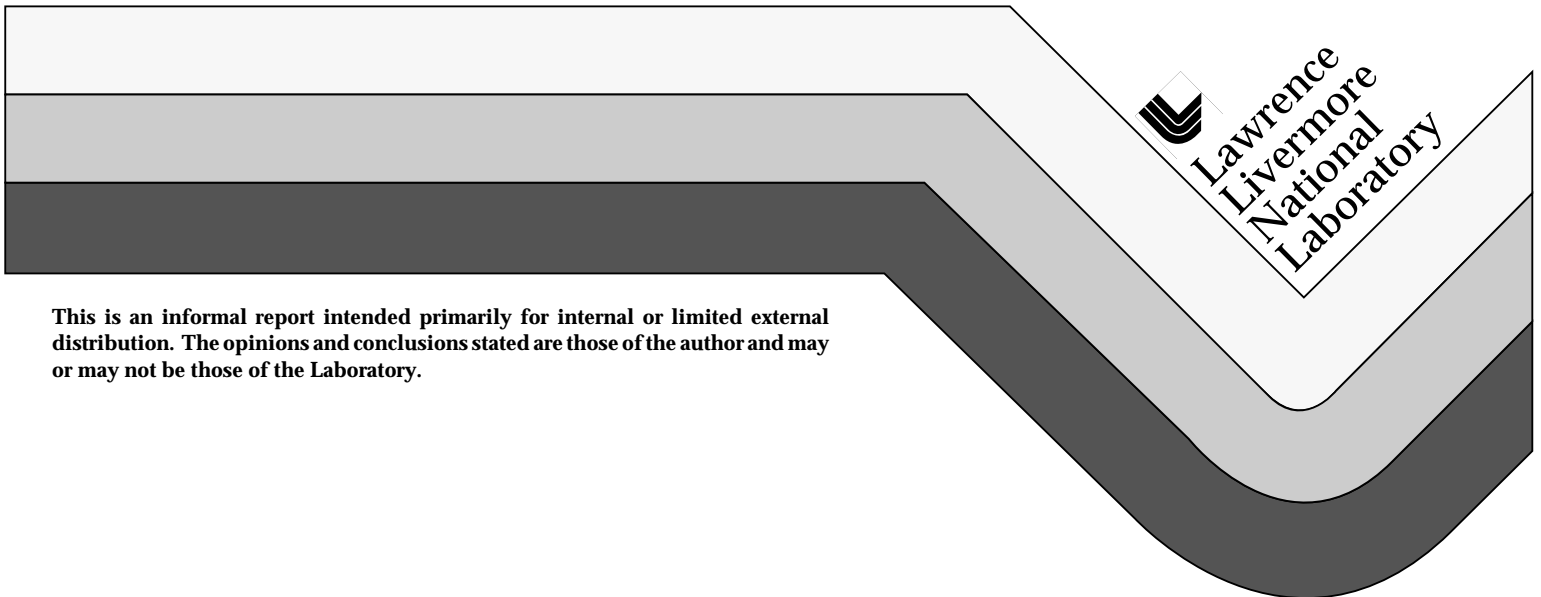 Lawrence
Livermore
National
Laboratory
This is an informal report intended primarily for internal or limited external
distribution. The opinions and conclusions stated are those of the author and may
or may not be those of the Laboratory.